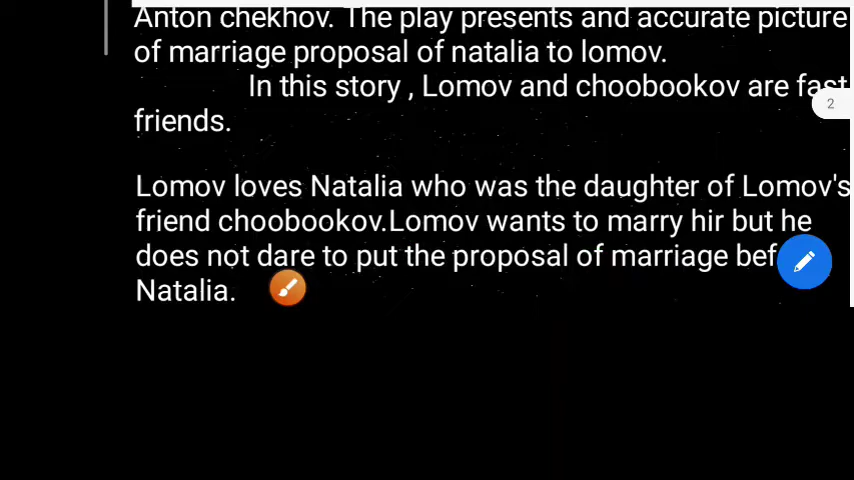 Anton chekhov. The play presents and accurate picture
of marriage proposal of natalia to lomov.
In this story , Lomov and choobookov are fast
2
friends.
Lomov loves Natalia who was the daughter of Lomov's
friend choobookov.Lomov wants to marry hir but he
does not dare to put the proposal of marriage bef
Natalia.